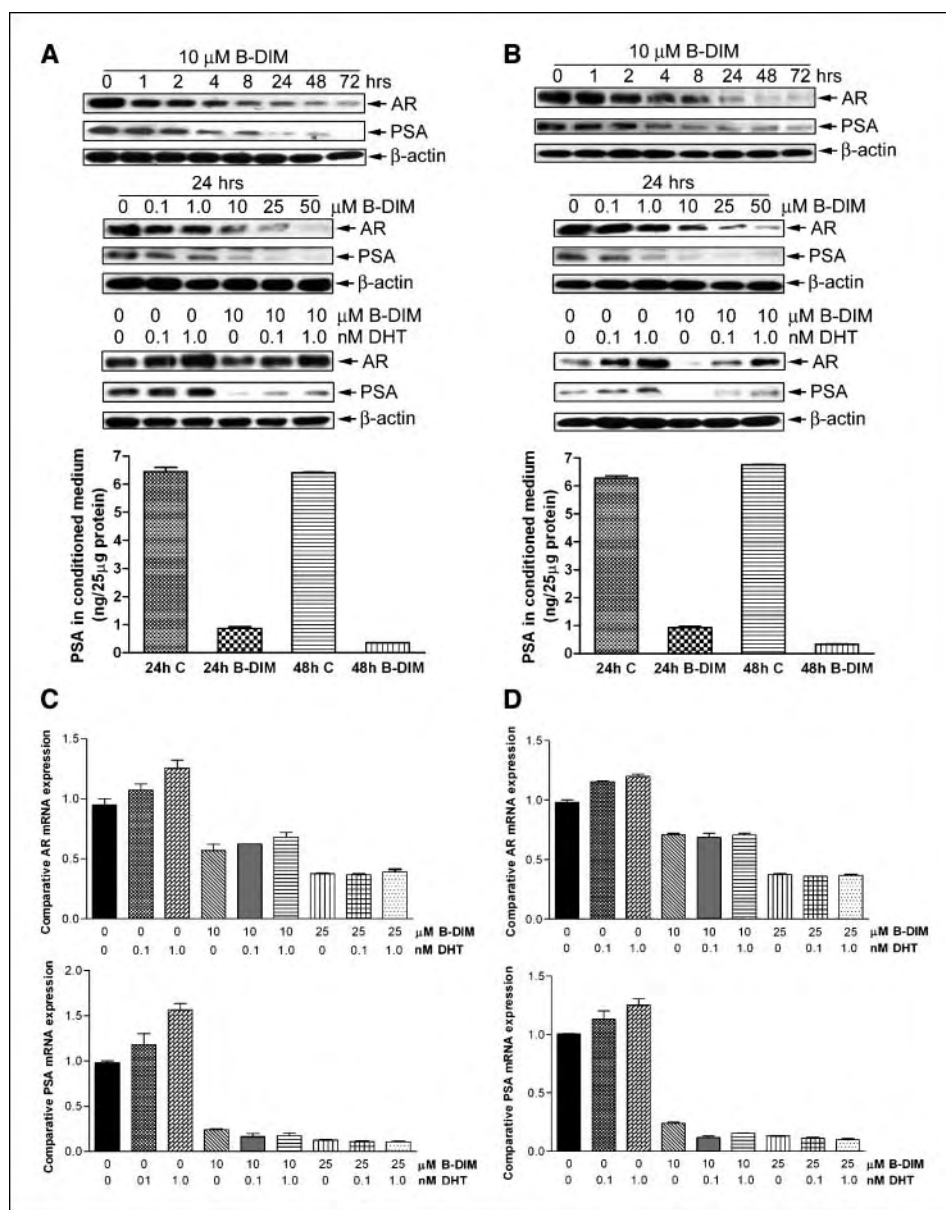 A
10 μM B-DIM
0 1 2 4 8 24 48 72 hrs
AR
PSA
β-actin
24 hrs
0 0.1 1.0 10 25 50 μM B-DIM
AR
PSA
β-actin
0 0 0 10 10 10 μM B-DIM
0 0.1 1.0 0 0.1 1.0 nM DHT
AR
PSA
β-actin
PSA in conditioned medium
(ng/25μg protein)
7
6
5
4
3
2
1
0
24h C 24h B-DIM 48h C 48h B-DIM
B
10 μM B-DIM
0 1 2 4 8 24 48 72 hrs
AR
PSA
β-actin
24 hrs
0 0.1 1.0 10 25 50 μM B-DIM
AR
PSA
β-actin
0 0 0 10 10 10 μM B-DIM
0 0.1 1.0 0 0.1 1.0 nM DHT
AR
PSA
β-actin
PSA in conditioned medium
(ng/25μg protein)
7
6
5
4
3
2
1
0
24h C 24h B-DIM 48h C 48h B-DIM
C
Comparative AR mRNA expression
1.5
1.0
0.5
0.0
0 0 0 10 10 10 25 25 25 μM B-DIM
0 0.1 1.0 0 0.1 1.0 0 0.1 1.0 nM DHT
Comparative PSA mRNA expression
2.0
1.5
1.0
0.5
0.0
0 0 0 10 10 10 25 25 25 μM B-DIM
0 01 1.0 0 0.1 1.0 0 0.1 1.0 nM DHT
D
Comparative AR mRNA expression
1.5
1.0
0.5
0.0
0 0 0 10 10 10 25 25 25 μM B-DIM
0 0.1 1.0 0 0.1 1.0 0 0.1 1.0 nM DHT
Comparative PSA mRNA expression
1.5
1.0
0.5
0.0
0 0 0 10 10 10 25 25 25 μM B-DIM
0 0.1 1.0 0 0.1 1.0 0 0.1 1.0 nM DHT